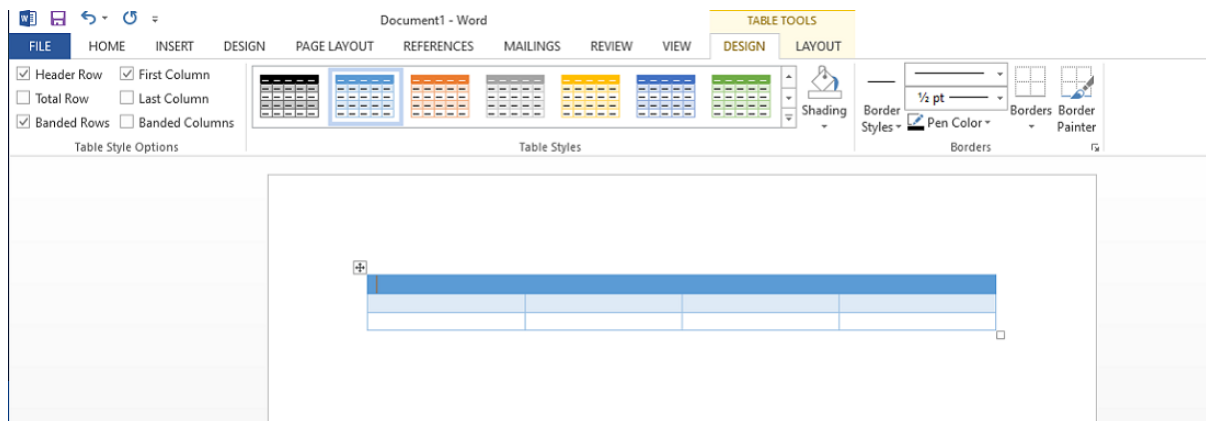 Document1 - Word
TABLE TOOLS
FILE HOME INSERT DESIGN PAGE LAYOUT REFERENCES MAILINGS REVIEW VIEW DESIGN LAYOUT
Header Row First Column
Total Row Last Column
Banded Rows Banded Columns
Table Style Options
Table Styles
Shading
Border Styles
½ pt
Pen Color
Borders
Border Painter
Borders